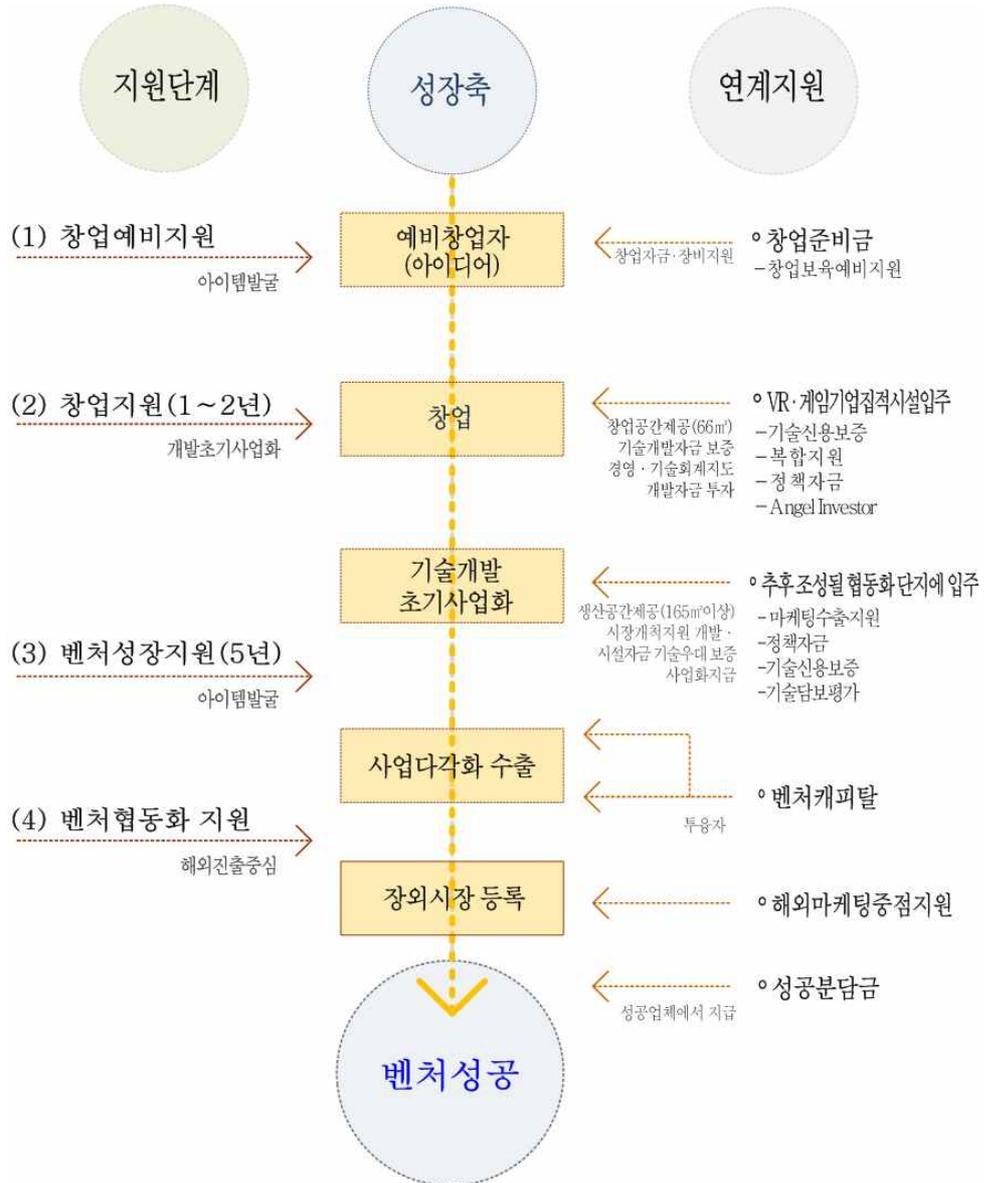 지원단계
성장축
연계지원
(1) 창업예비지원
아이템발굴
예비창업자
(아이디어)
창업자금·장비지원
∘ 창업준비금
－창업보육예비지원
(2) 창업지원(1～2년)
개발초기사업화
창업
창업공간제공(66㎡)
기술개발자금 보증
경영·기술회계지도
개발자금 투자
∘ VR·게임기업집적시설입주
－기술신용보증
－복합지원
－정책자금
－Angel Investor
기술개발
초기사업화
생산공간제공(165㎡이상)
시장개척지원 개발·
시설자금 기술우대 보증
사업화지금
∘ 추후 조성될 협동화 단지에 입주
-마케팅수출지원
-정책자금
-기술신용보증
-기술담보평가
(3) 벤처성장지원(5년)
아이템발굴
사업다각화 수출
투융자
∘ 벤처캐피탈
(4) 벤처협동화 지원
해외진출중심
장외시장 등록
∘ 해외마케팅중점지원
성공업체에서 지급
∘ 성공분담금
벤처성공